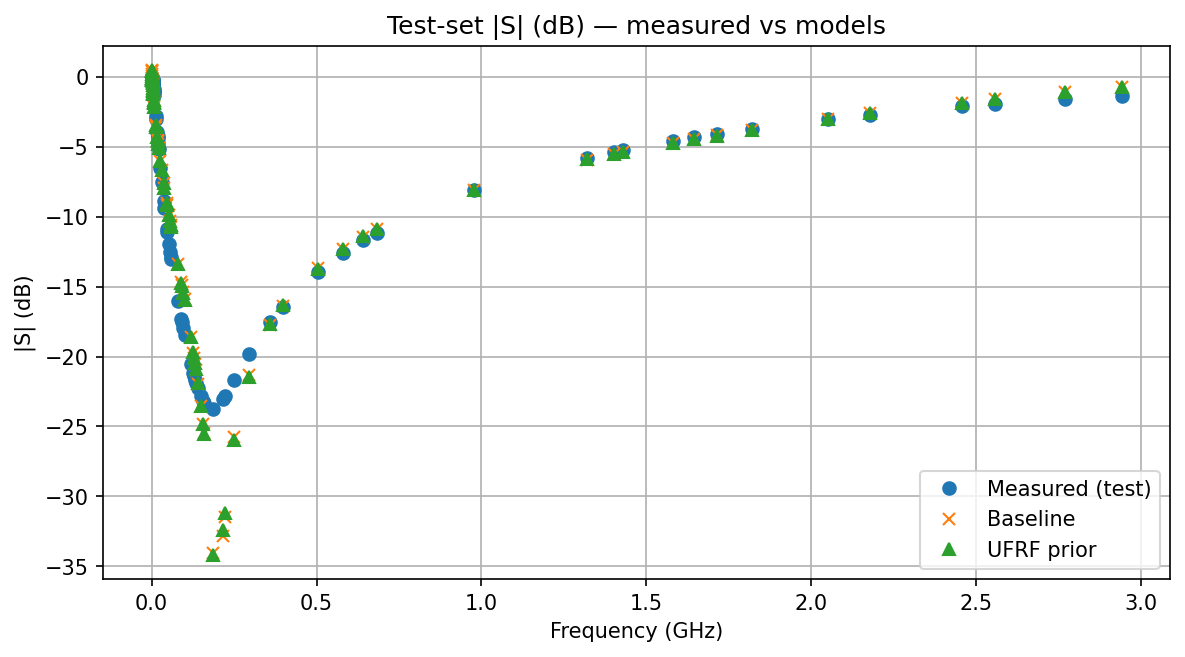 Test-set |S| (dB) — measured vs models
|S| (dB)
0
−5
−10
−15
−20
−25
−30
−35
Measured (test)
Baseline
UFRF prior
0.0 0.5 1.0 1.5 2.0 2.5 3.0
Frequency (GHz)